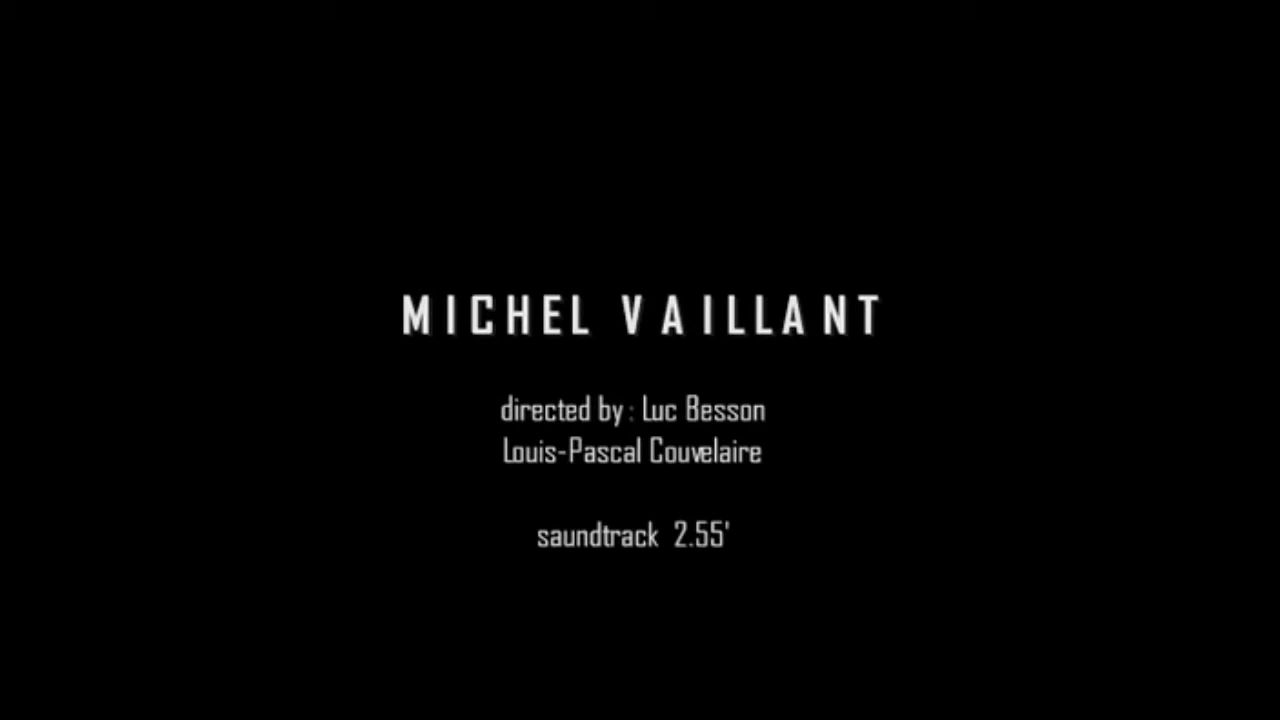 MICHEL VAILLANT
directed by : Luc Besson
Louis-Pascal Couvelaire
saundtrack 2.55'